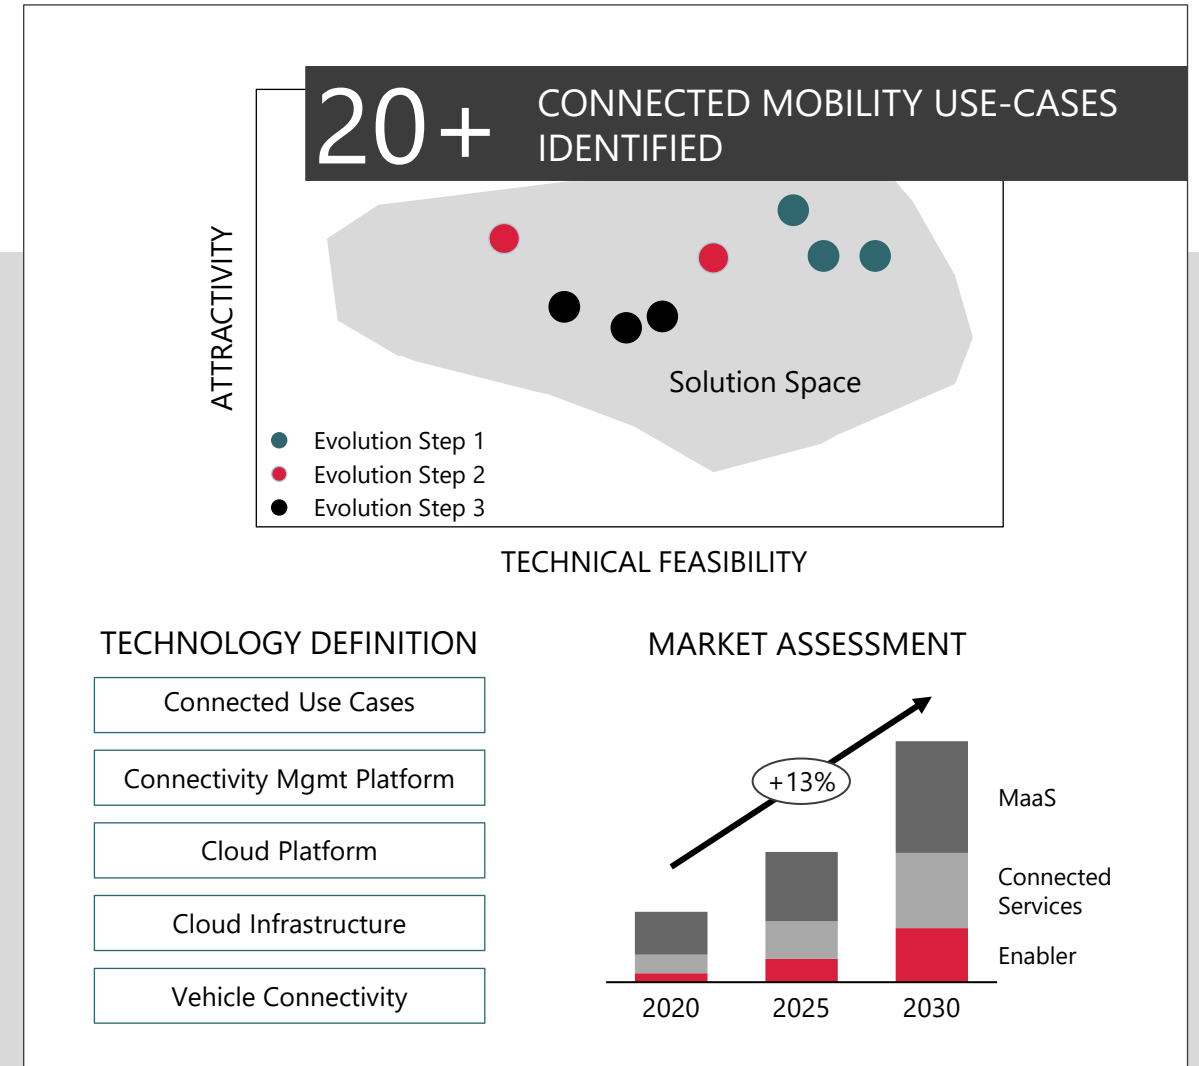 20+
CONNECTED MOBILITY USE-CASES
IDENTIFIED
ATTRACTIVITY
Solution Space
Evolution Step 1
Evolution Step 2
Evolution Step 3
TECHNICAL FEASIBILITY
TECHNOLOGY DEFINITION
Connected Use Cases
Connectivity Mgmt Platform
Cloud Platform
Cloud Infrastructure
Vehicle Connectivity
MARKET ASSESSMENT
+13%
MaaS
Connected
Services
Enabler
2020
2025
2030